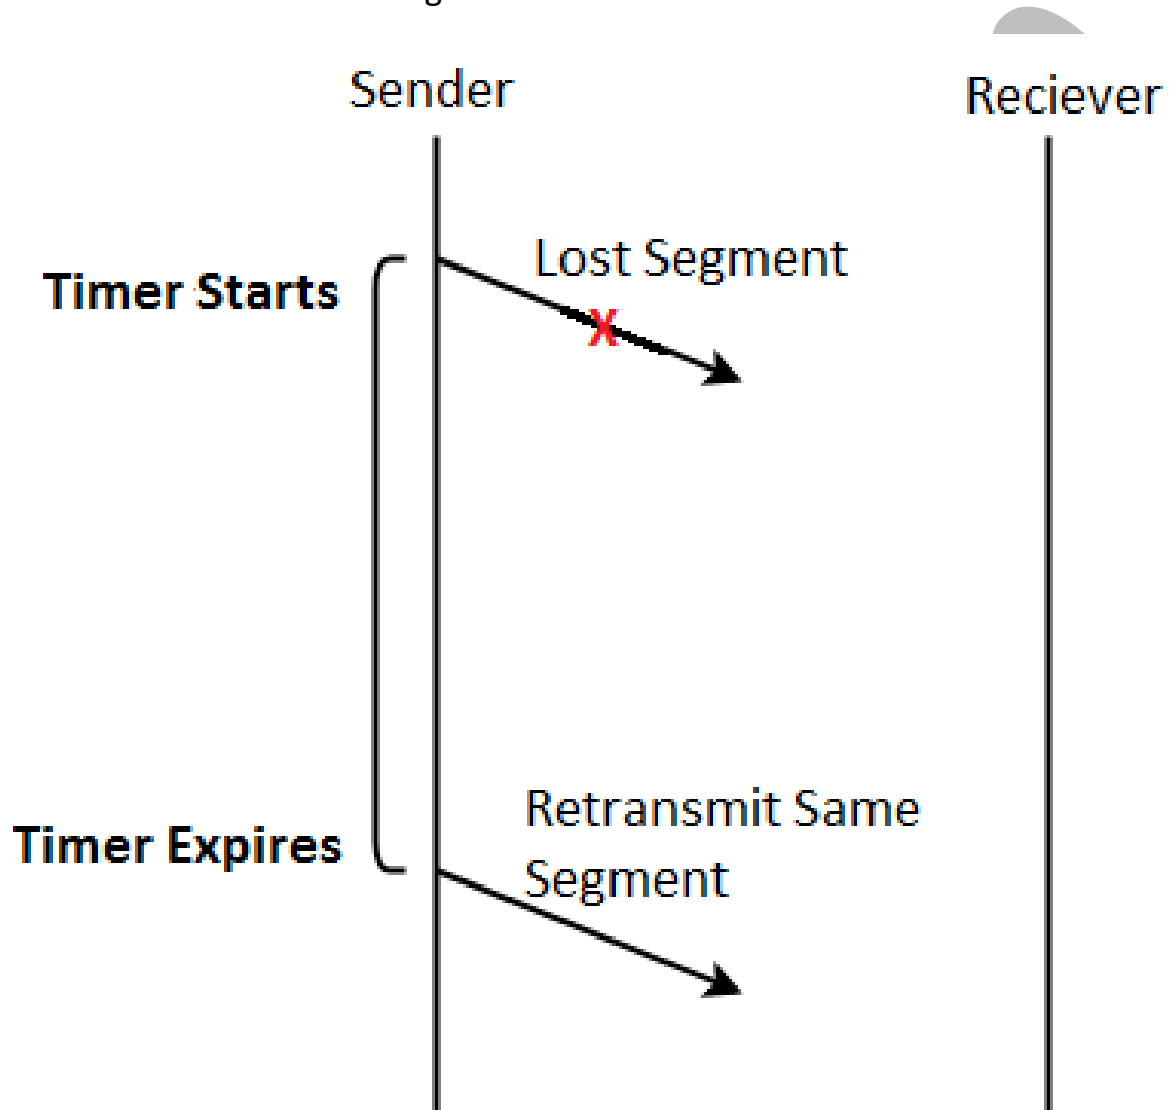 Sender
Reciever
Lost Segment
Timer Starts
Retransmit Same
Segment
Timer Expires